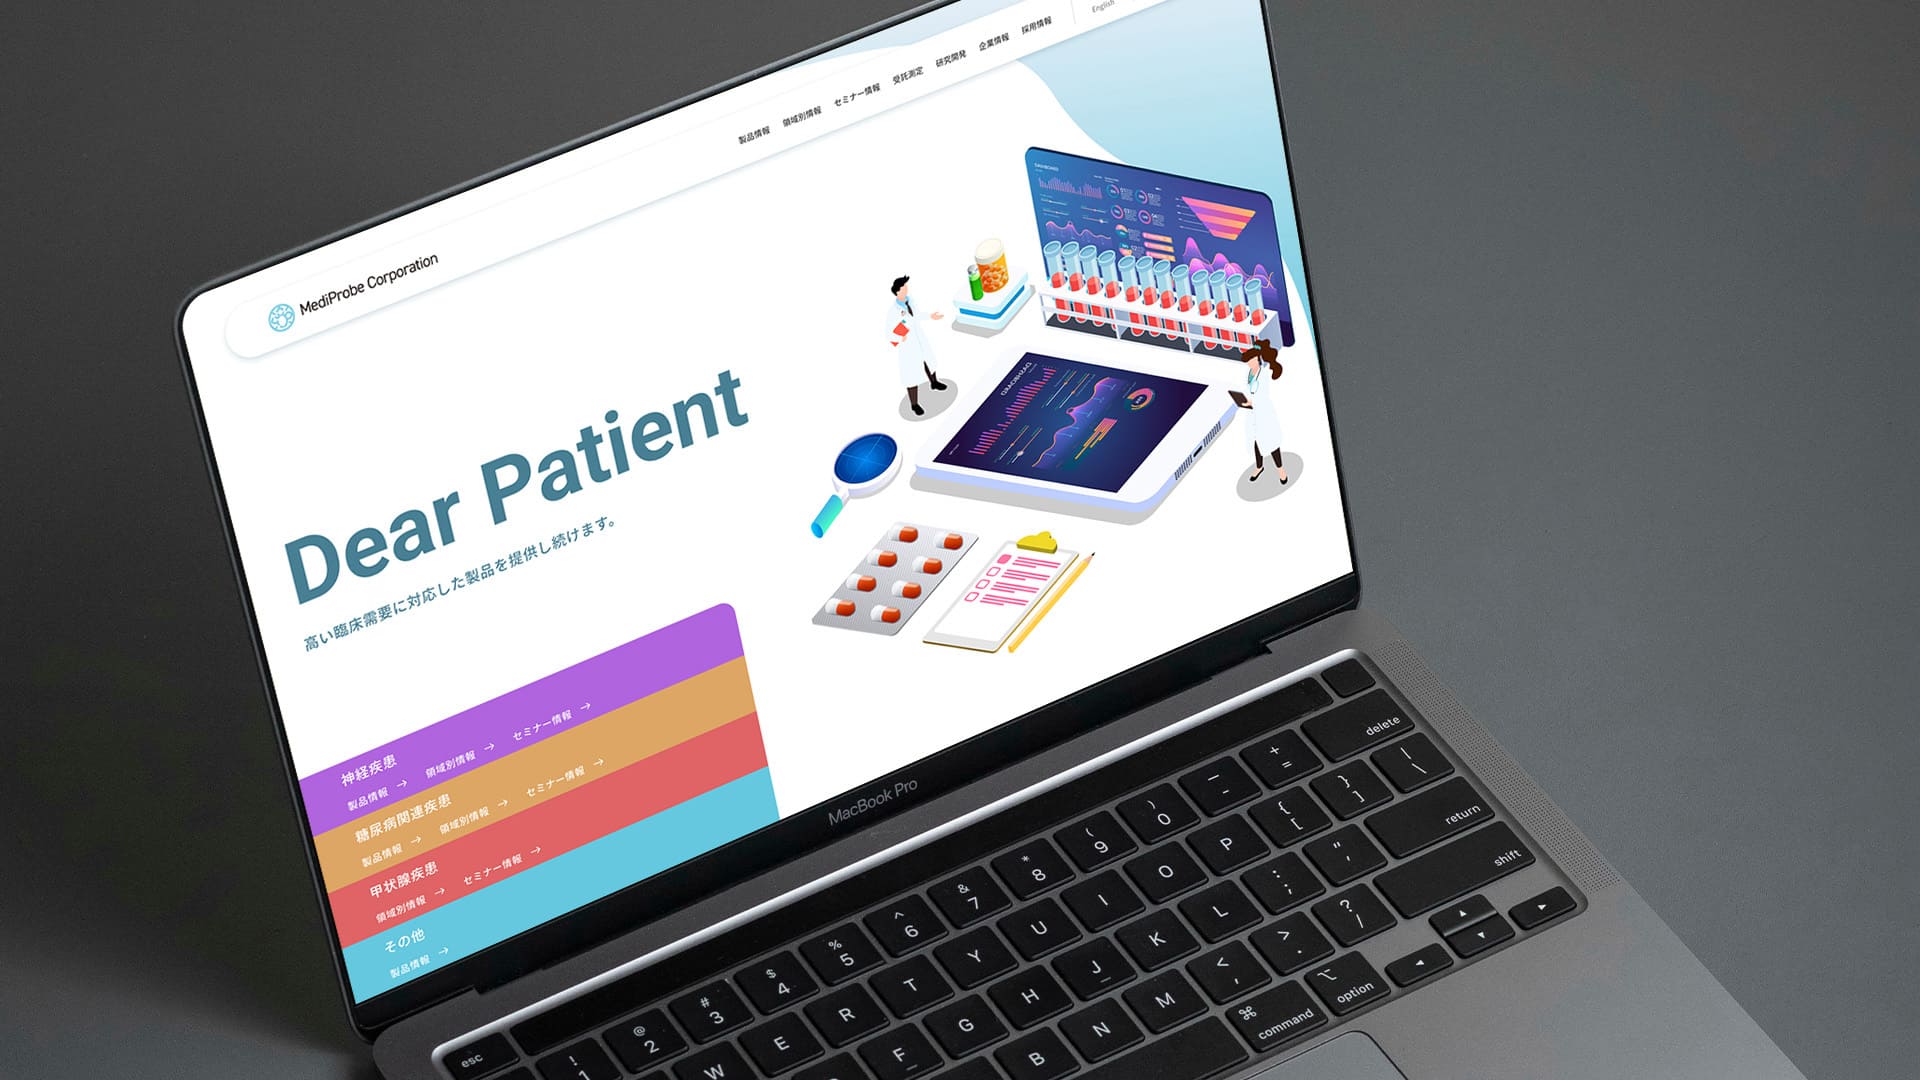 製品情報 領域別情報 セミナー情報 受託測定 研究開発 企業情報 採用情報 English
MediProbe Corporation
Dear Patient
高い臨床需要に対応した製品を提供し続けます。
神経疾患
製品情報 → 領域別情報 → セミナー情報 →
糖尿病関連疾患
製品情報 → 領域別情報 → セミナー情報 →
甲状腺疾患
領域別情報 → セミナー情報 →
その他
製品情報 →
DASHBOARD
DASHBOARD
MacBook Pro
delete
+ =
_ -
) 0
( 9
* 8
& 7
^ 6
% 5
$ 4
# 3
@ 2
! 1
esc
| \
} ]
{ [
P
O
I
U
Y
T
R
E
W
return
" '
: ;
L
K
J
H
G
F
shift
? /
> .
< ,
M
N
B
option
⌘ command